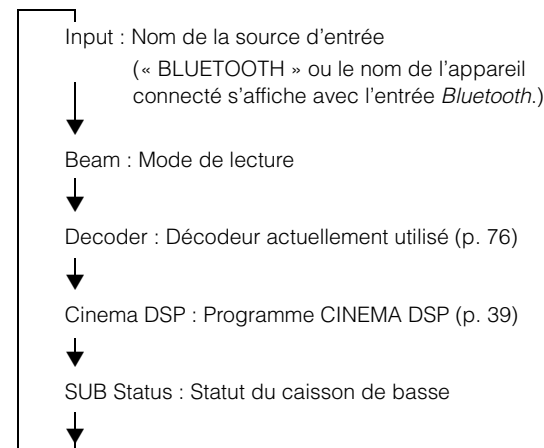 Input : Nom de la source d’entrée
(« BLUETOOTH » ou le nom de l’appareil
connecté s’affiche avec l’entrée Bluetooth.)
Beam : Mode de lecture
Decoder : Décodeur actuellement utilisé (p. 76)
Cinema DSP : Programme CINEMA DSP (p. 39)
SUB Status : Statut du caisson de basse